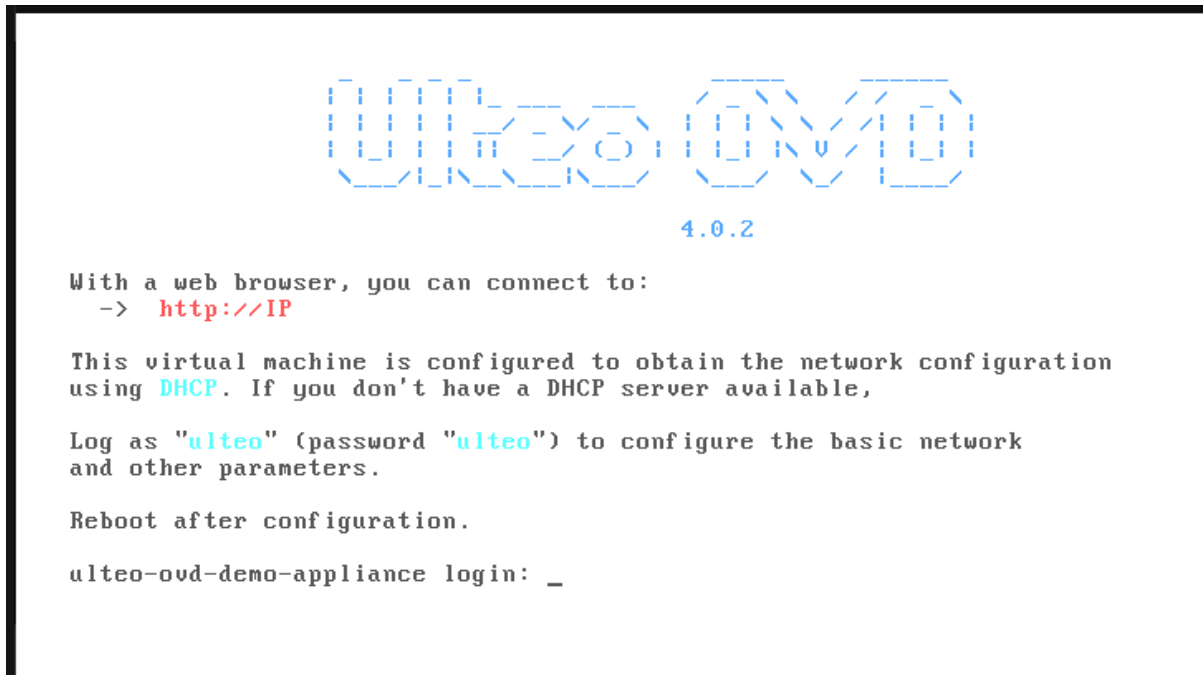 Ulteo OVD
4.0.2
With a web browser, you can connect to:
-> http://IP
This virtual machine is configured to obtain the network configuration
using DHCP. If you don't have a DHCP server available,
Log as "ulteo" (password "ulteo") to configure the basic network
and other parameters.
Reboot after configuration.
ulteo-ovd-demo-appliance login: _